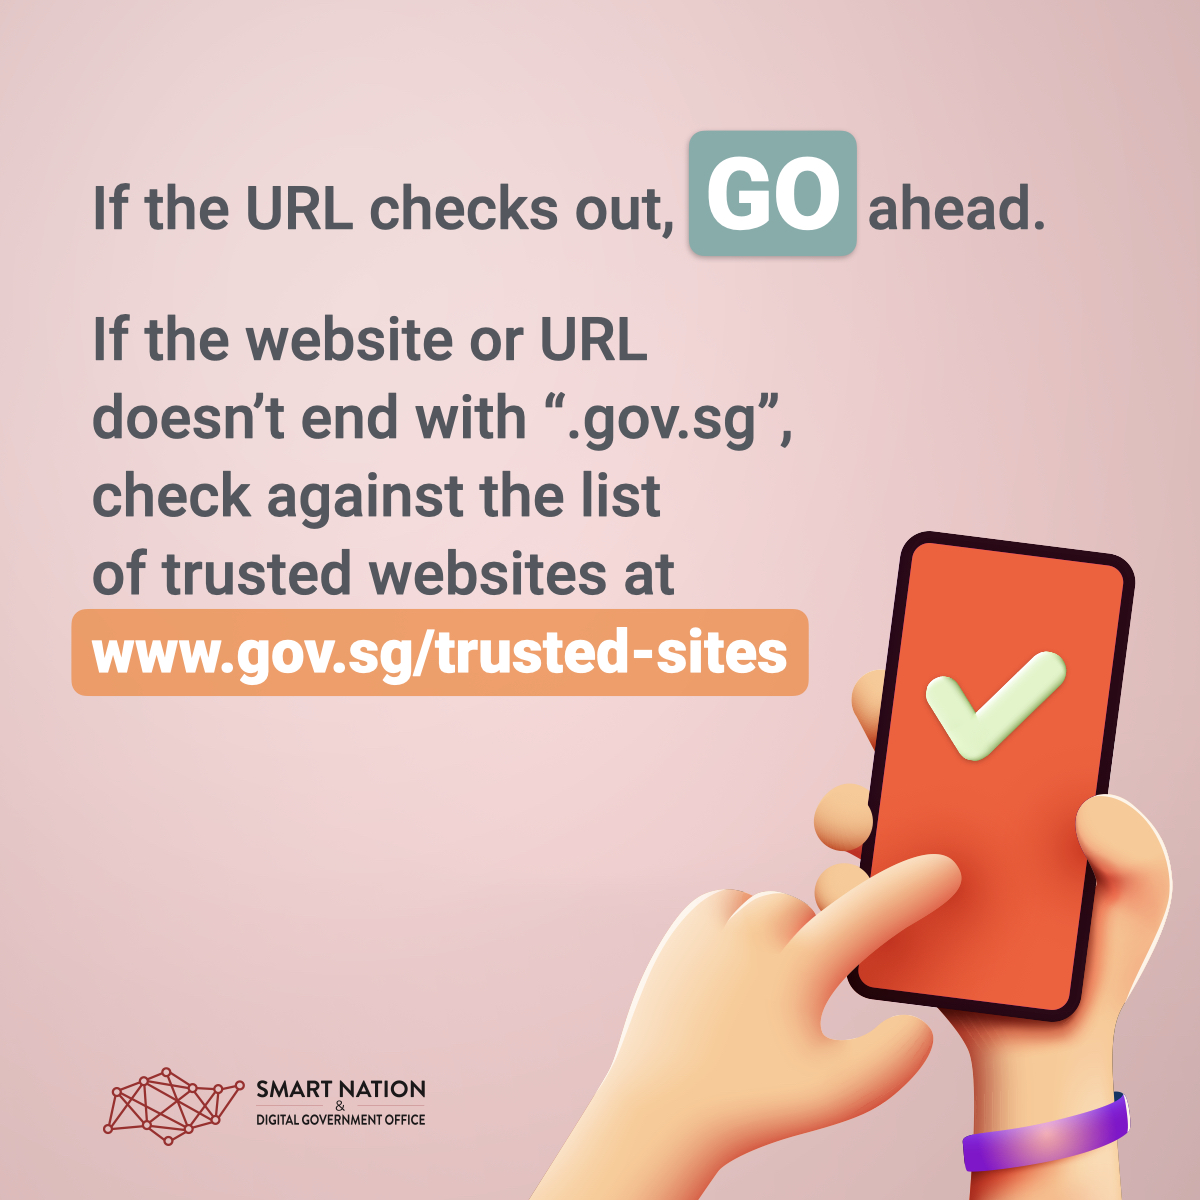 If the URL checks out, GO ahead.
If the website or URL
doesn’t end with “.gov.sg”,
check against the list
of trusted websites at
www.gov.sg/trusted-sites
SMART NATION
&
DIGITAL GOVERNMENT OFFICE